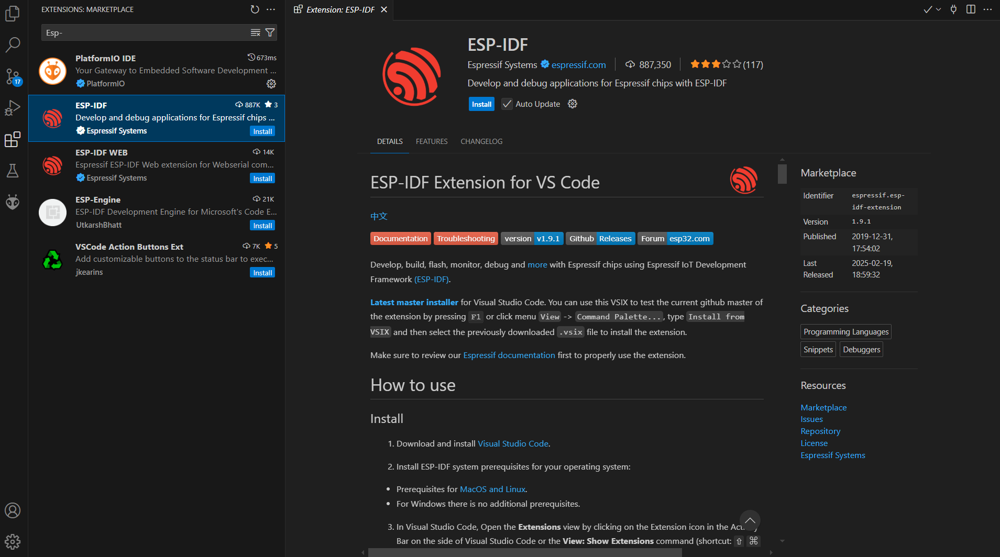 EXTENSIONS: MARKETPLACE
Esp-
PlatformIO IDE
673ms
Your Gateway to Embedded Software Development ...
PlatformIO
ESP-IDF
887K
3
Develop and debug applications for Espressif chips ...
Espressif Systems
Install
ESP-IDF WEB
14K
Espressif ESP-IDF Web extension for Webserial com...
Espressif Systems
Install
ESP-Engine
21K
ESP-IDF Development Engine for Microsoft's Code E...
UtkarshBhatt
Install
VSCode Action Buttons Ext
7K
5
Add customizable buttons to the status bar to exec...
jkearins
Install
17
Extension: ESP-IDF
ESP-IDF
Espressif Systems espressif.com 887,350 (117)
Develop and debug applications for Espressif chips with ESP-IDF
Install Auto Update
DETAILS FEATURES CHANGELOG
ESP-IDF Extension for VS Code
中文
Documentation Troubleshooting version v1.9.1 Github Releases Forum esp32.com
Develop, build, flash, monitor, debug and more with Espressif chips using Espressif IoT Development
Framework (ESP-IDF).
Latest master installer for Visual Studio Code. You can use this VSIX to test the current github master of
the extension by pressing F1 or click menu View -> Command Palette..., type Install from
VSIX and then select the previously downloaded .vsix file to install the extension.
Make sure to review our Espressif documentation first to properly use the extension.
How to use
Install
1. Download and install Visual Studio Code.
2. Install ESP-IDF system prerequisites for your operating system:
• Prerequisites for MacOS and Linux.
• For Windows there is no additional prerequisites.
3. In Visual Studio Code, Open the Extensions view by clicking on the Extension icon in the
Bar on the side of Visual Studio Code or the View: Show Extensions command (shortcut: ⇧ ⌘
Marketplace
Identifier espressif.esp-
idf-extension
Version 1.9.1
Published 2019-12-31,
17:54:02
Last 2025-02-19,
Released 18:59:32
Categories
Programming Languages
Snippets Debuggers
Resources
Marketplace
Issues
Repository
License
Espressif Systems